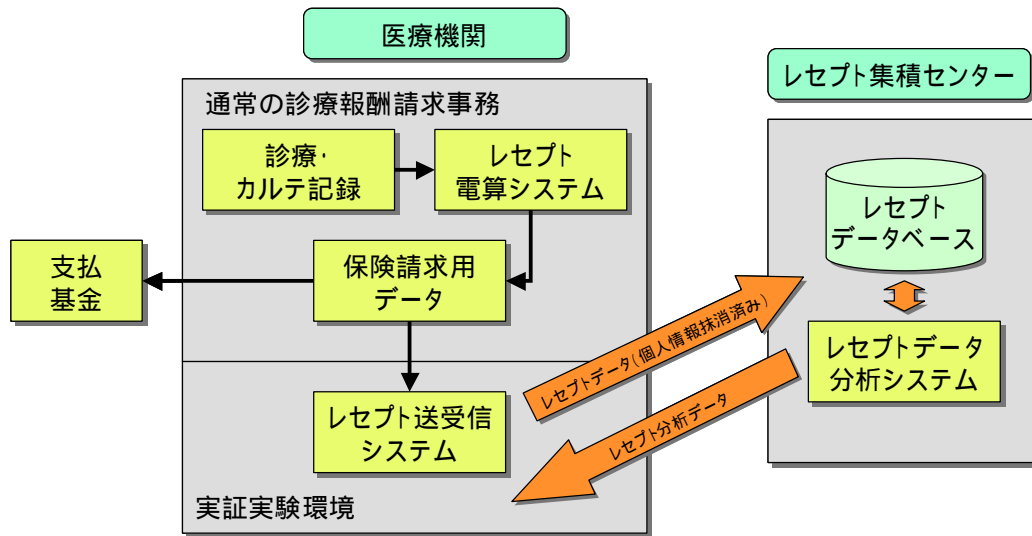 医療機関
レセプト集積センター
通常の診療報酬請求事務
診療・
カルテ記録
レセプト
電算システム
レセプト
データベース
支払
基金
保険請求用
データ
レセプトデータ(個人情報抹消済み)
レセプトデータ
分析システム
レセプト送受信
システム
レセプト分析データ
実証実験環境